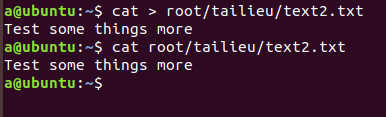 a@ubuntu:~$ cat > root/tailieu/text2.txt
Test some things more
a@ubuntu:~$ cat root/tailieu/text2.txt
Test some things more
a@ubuntu:~$